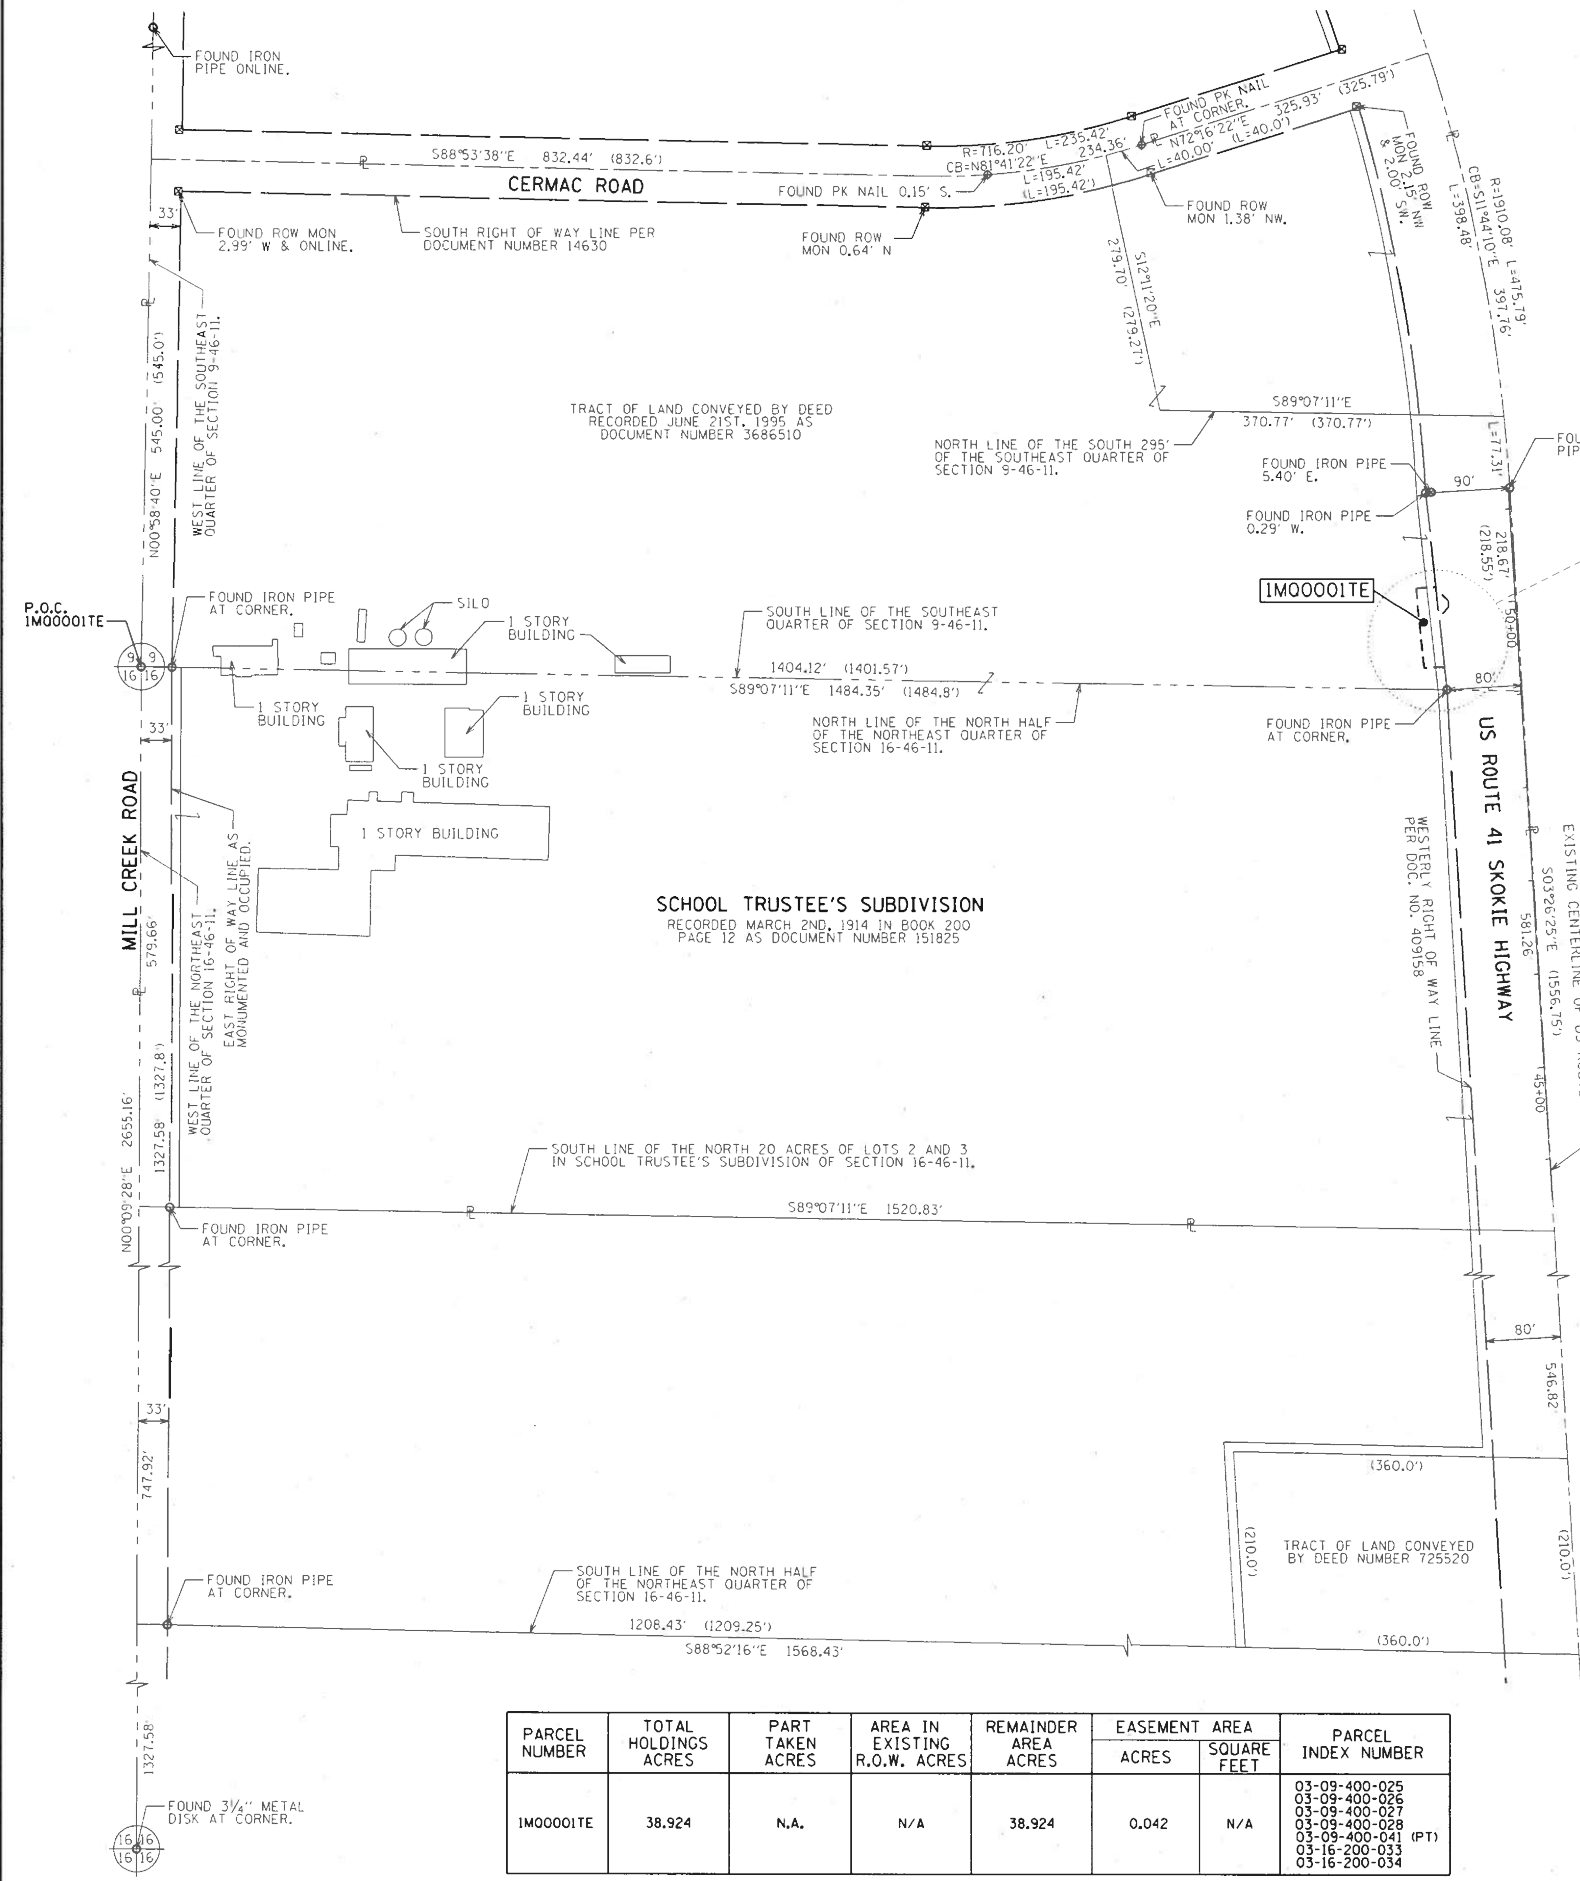 FOUND IRON
PIPE ONLINE.
S88°53'38"E 832.44' (832.6')
CERMAC ROAD
33'
FOUND ROW MON
2.99' W & ONLINE.
SOUTH RIGHT OF WAY LINE PER
DOCUMENT NUMBER 14630
FOUND PK NAIL 0.15' S.
FOUND ROW
MON 0.64' N
R=716.20' L=235.42'
CB=N81°41'22"E 234.36'
L=195.42'
(L=195.42')
FOUND PK NAIL
AT CORNER.
325.93' (325.79')
N72°16'22"E
L=40.00' (L=40.0')
FOUND ROW
MON 1.38' NW.
FOUND ROW
MON 2.15' NW
& 2.00' SW.
R=1910.08' L=475.79'
CB=S11°44'10"E 397.76'
L=398.48'
S12°11'20"E
279.70' (279.27')
WEST LINE OF THE SOUTHEAST
QUARTER OF SECTION 9-46-11.
N00°58'40"E 545.00' (545.0')
TRACT OF LAND CONVEYED BY DEED
RECORDED JUNE 21ST, 1995 AS
DOCUMENT NUMBER 3686510
S89°07'11"E
370.77' (370.77')
NORTH LINE OF THE SOUTH 295'
OF THE SOUTHEAST QUARTER OF
SECTION 9-46-11.
L=77.31'
FOU
PIP
FOUND IRON PIPE
5.40' E.
90'
FOUND IRON PIPE
0.29' W.
218.67'
(218.55')
1M00001TE
50+00
P.O.C.
1M00001TE
FOUND IRON PIPE
AT CORNER.
SILO
1 STORY
BUILDING
SOUTH LINE OF THE SOUTHEAST
QUARTER OF SECTION 9-46-11.
9 9
16 16
1404.12' (1401.57')
S89°07'11"E 1484.35' (1484.8')
80'
1 STORY
BUILDING
1 STORY
BUILDING
1 STORY
BUILDING
NORTH LINE OF THE NORTH HALF
OF THE NORTHEAST QUARTER OF
SECTION 16-46-11.
FOUND IRON PIPE
AT CORNER.
33'
1 STORY BUILDING
MILL CREEK ROAD
579.66'
EAST RIGHT OF WAY LINE AS
MONUMENTED AND OCCUPIED.
WEST LINE OF THE NORTHEAST
QUARTER OF SECTION 16-46-11.
SCHOOL TRUSTEE'S SUBDIVISION
RECORDED MARCH 2ND, 1914 IN BOOK 200
PAGE 12 AS DOCUMENT NUMBER 151825
US ROUTE 41 SKOKIE HIGHWAY
WESTERLY RIGHT OF WAY LINE
PER DOC. NO. 409158
581.26
S03°26'25"E (1556.75')
EXISTING CENTERLINE OF US ROUTE
45+00
N00°09'28"E 2655.16'
1327.58' (1327.8')
SOUTH LINE OF THE NORTH 20 ACRES OF LOTS 2 AND 3
IN SCHOOL TRUSTEE'S SUBDIVISION OF SECTION 16-46-11.
S89°07'11"E 1520.83'
FOUND IRON PIPE
AT CORNER.
80'
546.82'
33'
747.92'
(360.0')
(210.0')
TRACT OF LAND CONVEYED
BY DEED NUMBER 725520
(210.0')
(360.0')
FOUND IRON PIPE
AT CORNER.
SOUTH LINE OF THE NORTH HALF
OF THE NORTHEAST QUARTER OF
SECTION 16-46-11.
1208.43' (1209.25')
S88°52'16"E 1568.43'
1327.58'
FOUND 3¼" METAL
DISK AT CORNER.
16 16
16 16
PARCEL NUMBER | TOTAL HOLDINGS ACRES | PART TAKEN ACRES | AREA IN EXISTING R.O.W. ACRES | REMAINDER AREA ACRES | EASEMENT AREA ACRES | SQUARE FEET | PARCEL INDEX NUMBER
1M00001TE | 38.924 | N.A. | N/A | 38.924 | 0.042 | N/A
03-09-400-025
03-09-400-026
03-09-400-027
03-09-400-028
03-09-400-041 (PT)
03-16-200-033
03-16-200-034